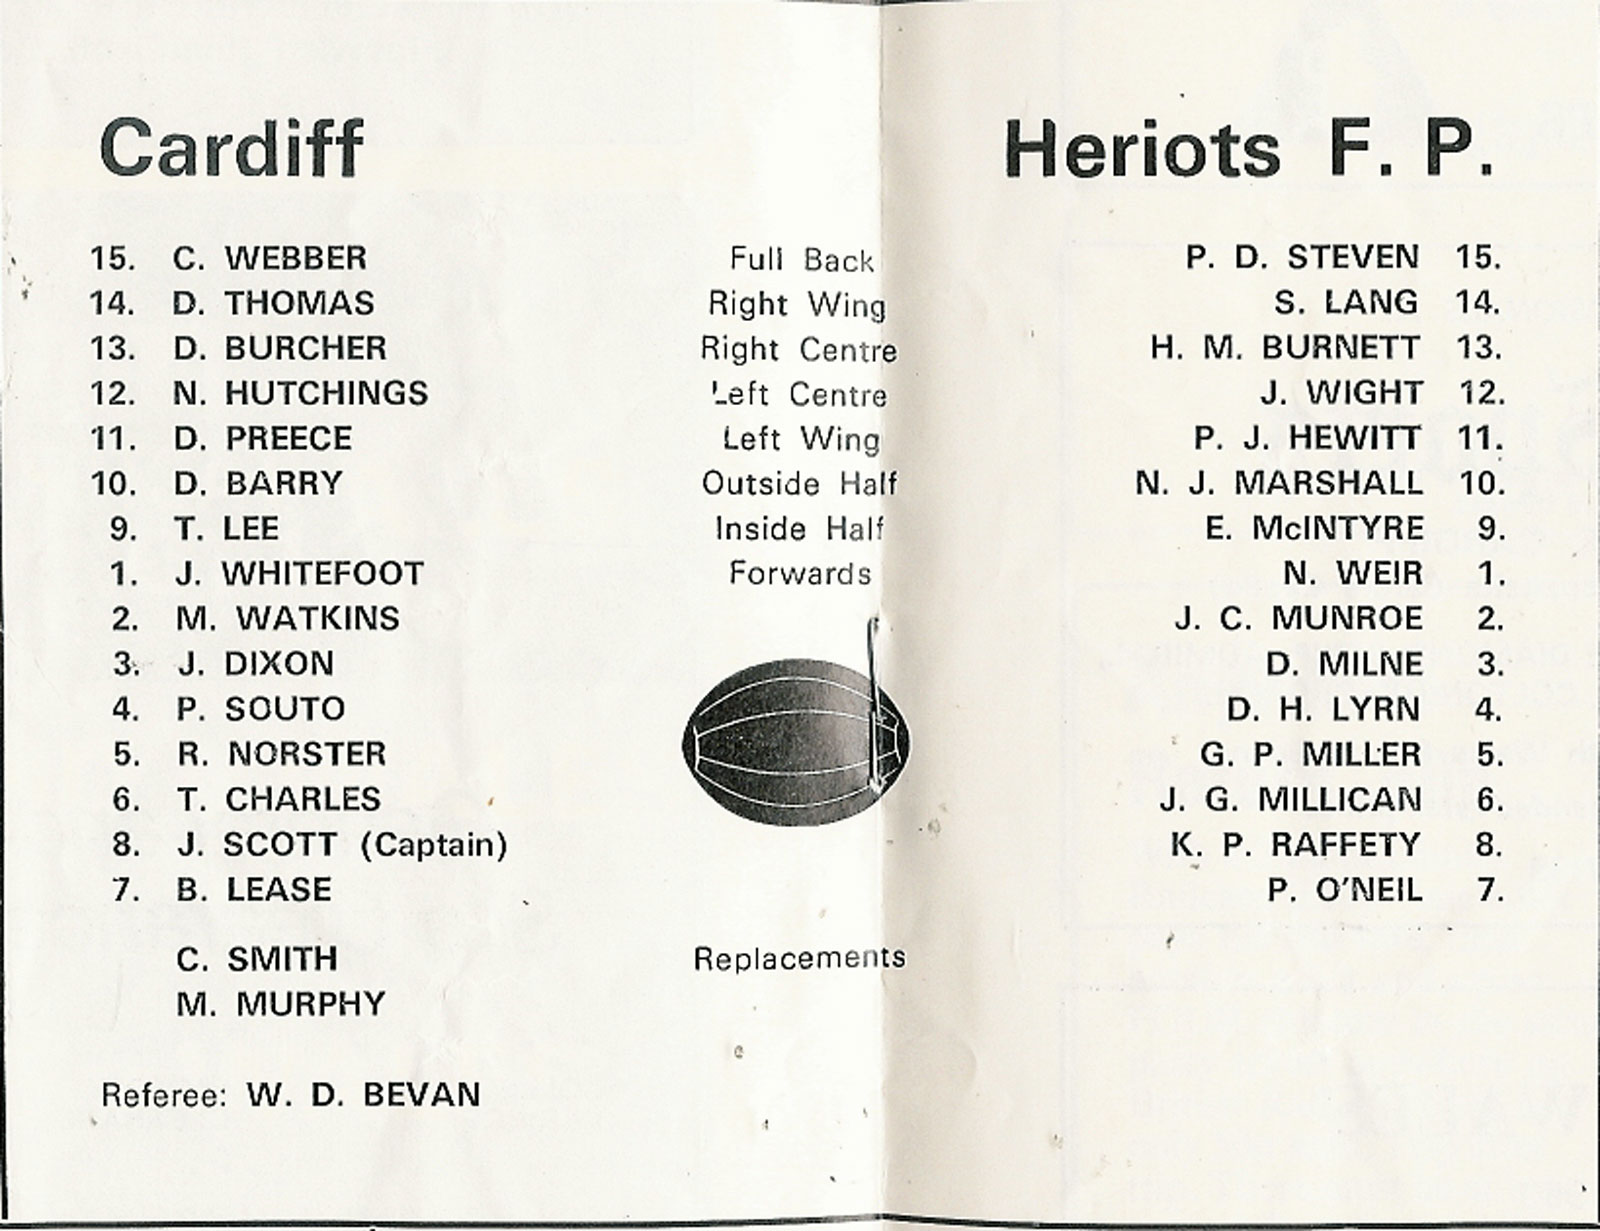 Cardiff Heriots F. P.
15. C. WEBBER Full Back P. D. STEVEN 15.
14. D. THOMAS Right Wing S. LANG 14.
13. D. BURCHER Right Centre H. M. BURNETT 13.
12. N. HUTCHINGS Left Centre J. WIGHT 12.
11. D. PREECE Left Wing P. J. HEWITT 11.
10. D. BARRY Outside Half N. J. MARSHALL 10.
9. T. LEE Inside Half E. McINTYRE 9.
1. J. WHITEFOOT Forwards N. WEIR 1.
2. M. WATKINS J. C. MUNROE 2.
3. J. DIXON D. MILNE 3.
4. P. SOUTO D. H. LYRN 4.
5. R. NORSTER G. P. MILLER 5.
6. T. CHARLES J. G. MILLICAN 6.
8. J. SCOTT (Captain) K. P. RAFFETY 8.
7. B. LEASE P. O'NEIL 7.
C. SMITH Replacements
M. MURPHY
Referee: W. D. BEVAN